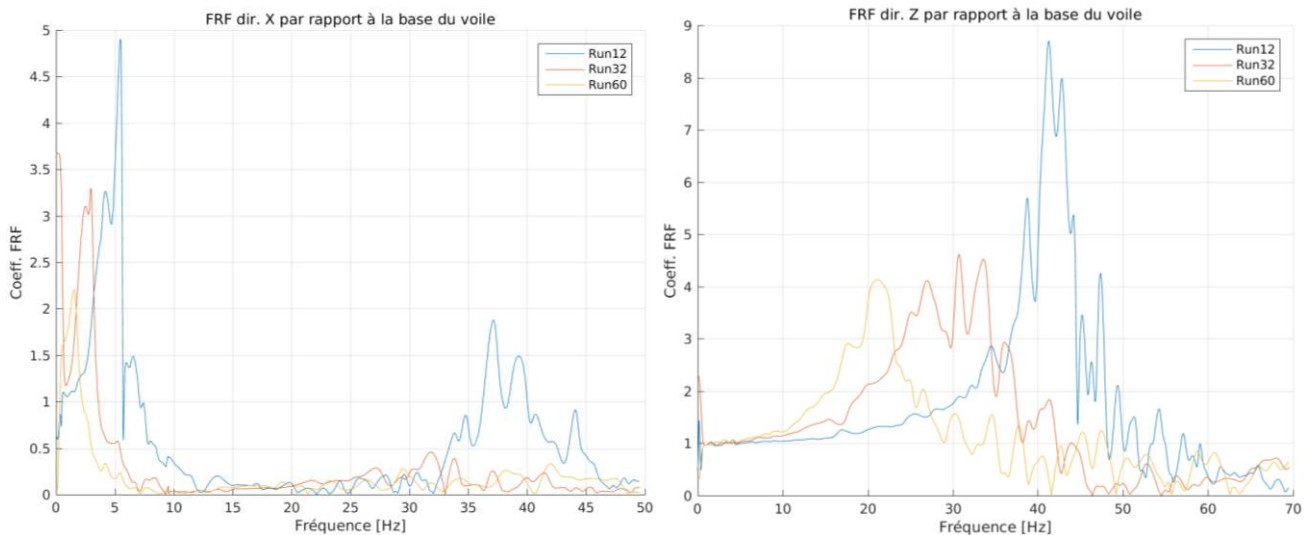 FRF dir. X par rapport à la base du voile
5
4.5
4
3.5
3
2.5
2
1.5
1
0.5
0
Coeff. FRF
Run12
Run32
Run60
0 5 10 15 20 25 30 35 40 45 50
Fréquence [Hz]
FRF dir. Z par rapport à la base du voile
9
8
7
6
5
4
3
2
1
0
Coeff. FRF
Run12
Run32
Run60
0 10 20 30 40 50 60 70
Fréquence [Hz]